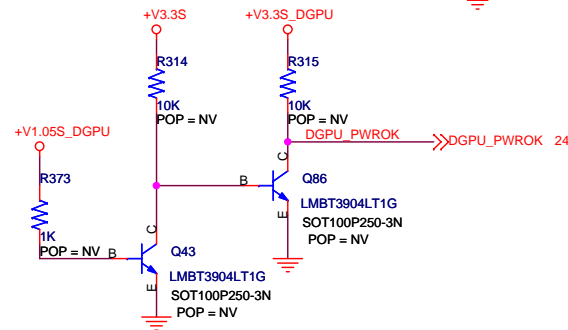 +V3.3S
+V3.3S_DGPU
R314
R315
10K
POP = NV
10K
POP = NV
+V1.05S_DGPU
DGPU_PWROK
DGPU_PWROK 24
C
R373
B
Q86
LMBT3904LT1G
E
SOT100P250-3N
POP = NV
C
1K
POP = NV
B
Q43
LMBT3904LT1G
E
SOT100P250-3N
POP = NV